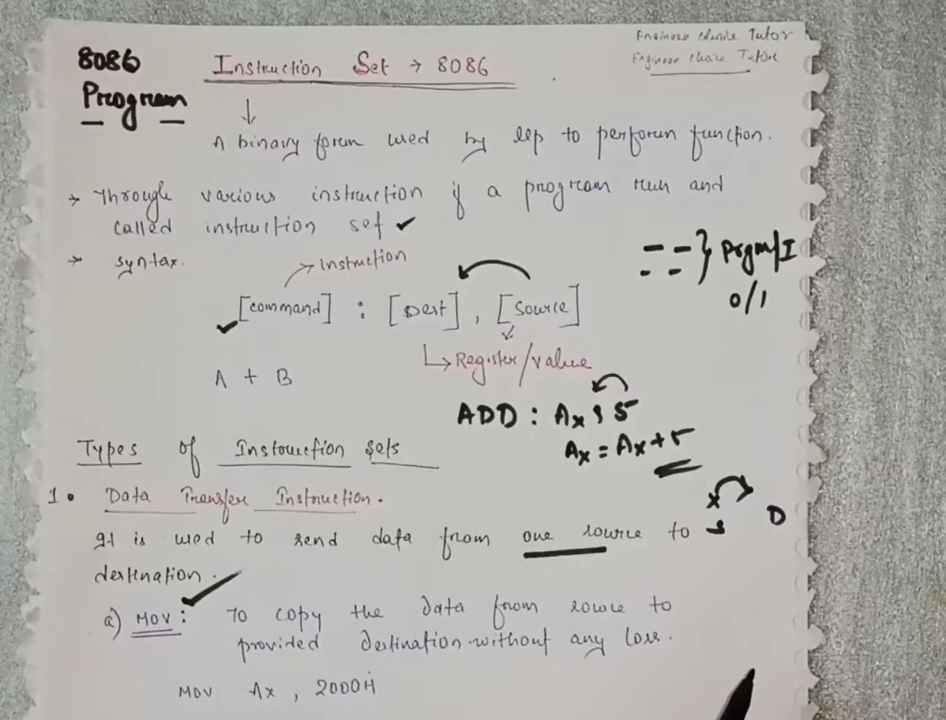 Engineers choice Tutor
Engineers choice Tutor
8086
Program
Instruction Set → 8086
↓
A binary form used by up to perform function.
→ Through various instruction if a program run and
called instruction set ✓
→ syntax.
→ Instruction
[command] : [Dest] , [Source]
↳ Register/value
-- -- } Prgm/I
0/1
A + B
ADD : Ax , 5
Ax = Ax + 5
Types of Instruction Sets
1. Data Transfer Instruction.
It is used to send data from one source to
destination.
x
S D
a) MOV : To copy the data from source to
provided destination without any loss.
MOV Ax , 2000H